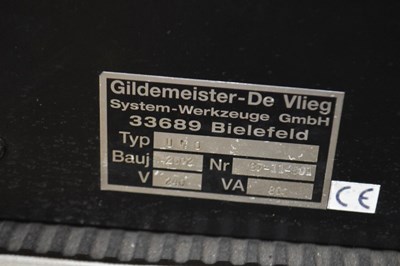 Gildemeister-De Vlieg
System-Werkzeuge GmbH
33689 Bielefeld
Typ
Bauj Nr
V VA
CE